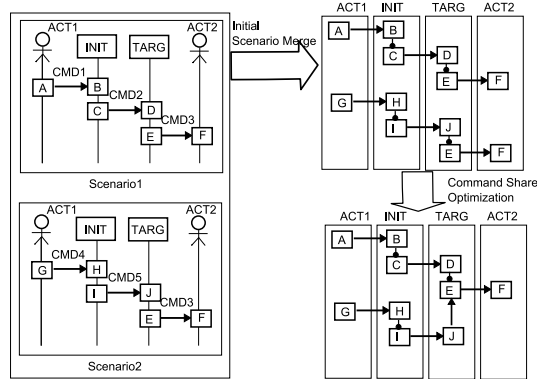 ACT1
ACT2
INIT
TARG
CMD1
A
B
CMD2
C
D
CMD3
E
F
Scenario1
ACT1
ACT2
INIT
TARG
CMD4
G
H
CMD5
I
J
CMD3
E
F
Scenario2
Initial
Scenario Merge
ACT1 INIT TARG ACT2
A B
C D
E F
G H
I J
E F
Command Share
Optimization
ACT1 INIT TARG ACT2
A B
C D
E F
G H
I J